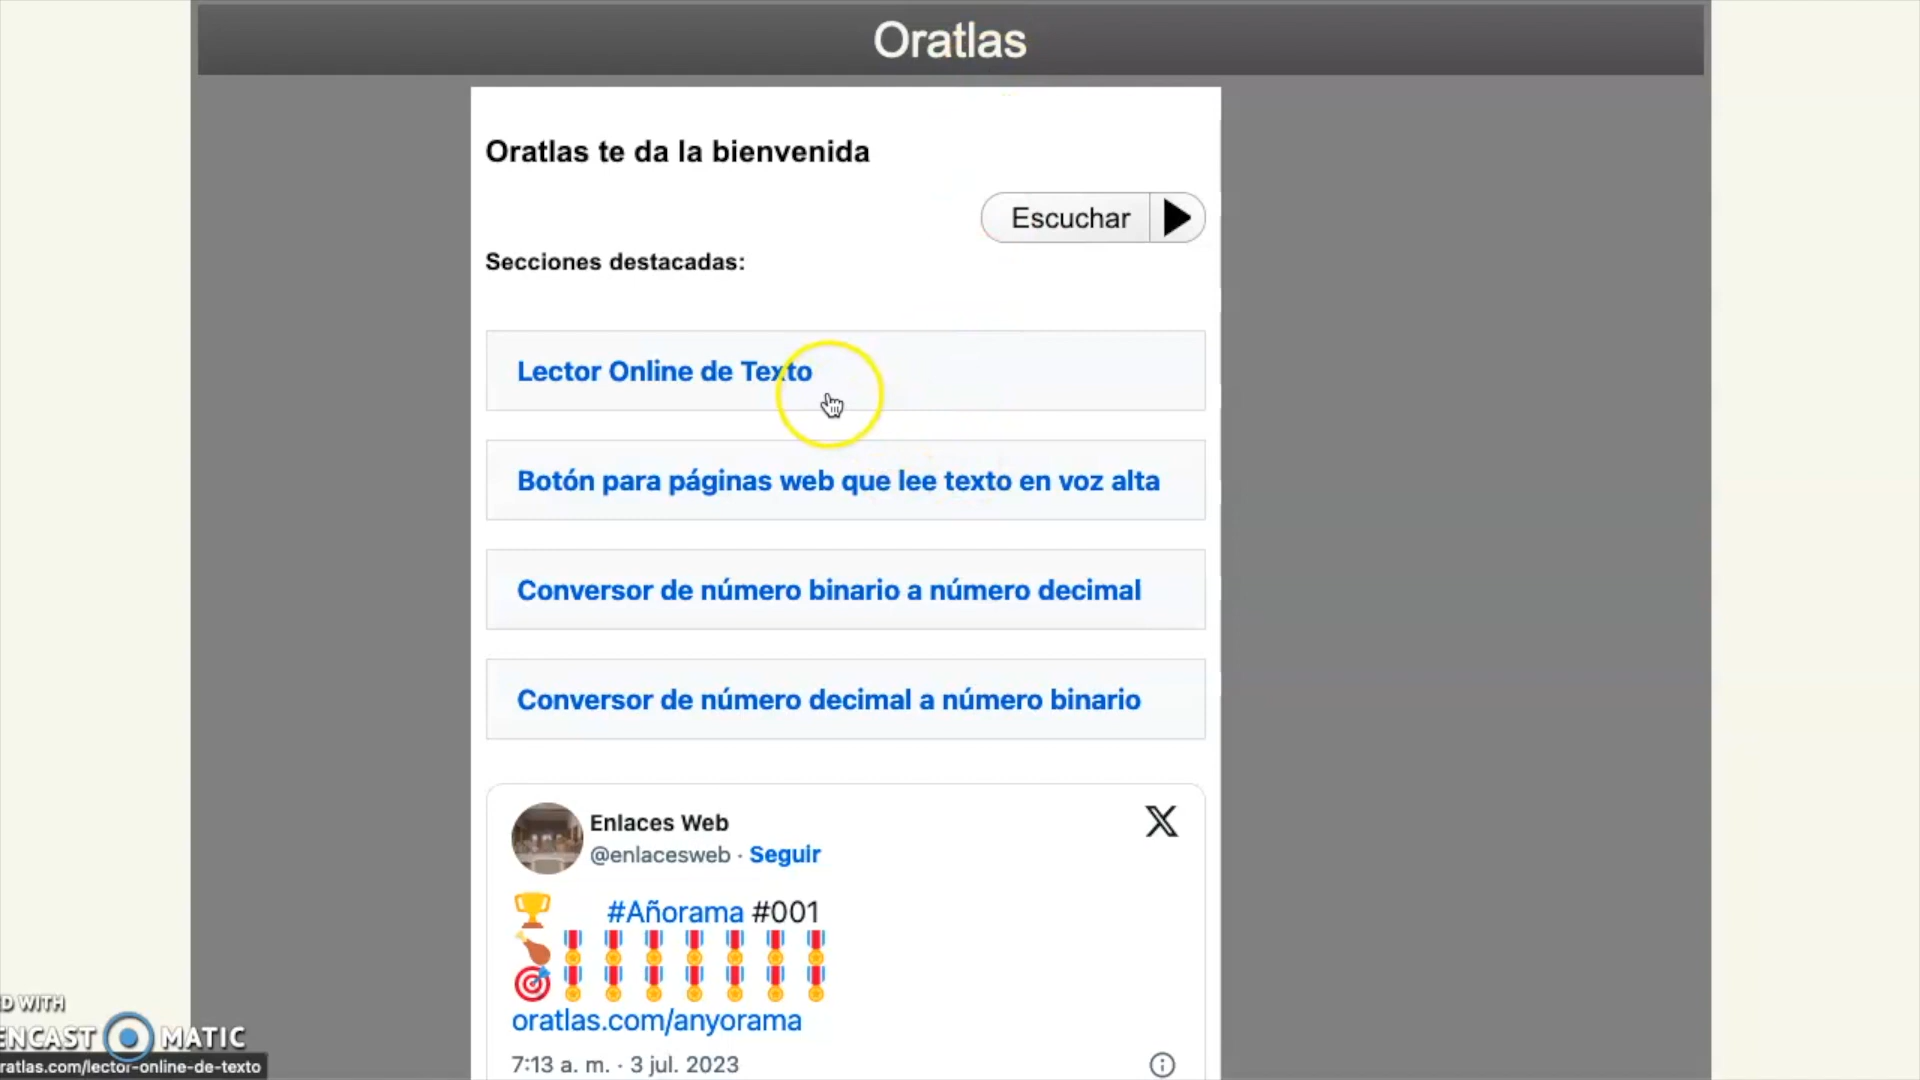 Oratlas
Oratlas te da la bienvenida
Escuchar
Secciones destacadas:
Lector Online de Texto
Botón para páginas web que lee texto en voz alta
Conversor de número binario a número decimal
Conversor de número decimal a número binario
Enlaces Web
@enlacesweb · Seguir
#Añorama #001
oratlas.com/anyorama
7:13 a. m. · 3 jul. 2023
D WITH
ENCAST MATIC
ratlas.com/lector-online-de-texto